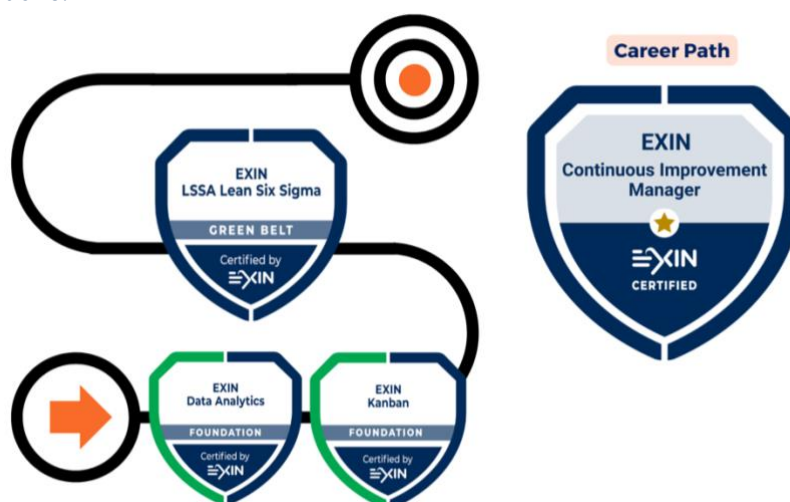 Career Path
EXIN
Continuous Improvement
Manager
EXIN
CERTIFIED
EXIN
LSSA Lean Six Sigma
GREEN BELT
Certified by
EXIN
EXIN
Data Analytics
FOUNDATION
Certified by
EXIN
EXIN
Kanban
FOUNDATION
Certified by
EXIN